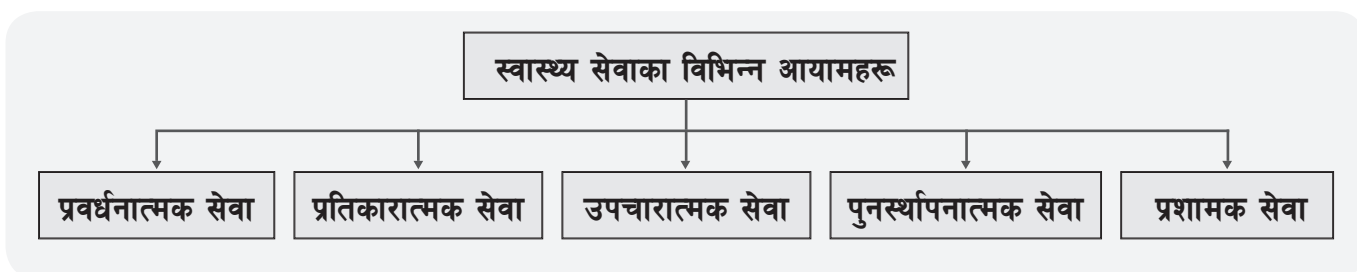 स्वास्थ्य सेवाका विभिन्न आयामहरू
प्रवर्धनात्मक सेवा
प्रतिकारात्मक सेवा
उपचारात्मक सेवा
पुनर्स्थापनात्मक सेवा
प्रशामक सेवा